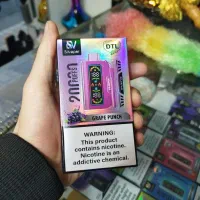 DTL
20000
PUFFS
GRAPE PUNCH
WARNING:
This product
contains nicotine.
Nicotine is an
addictive chemical.